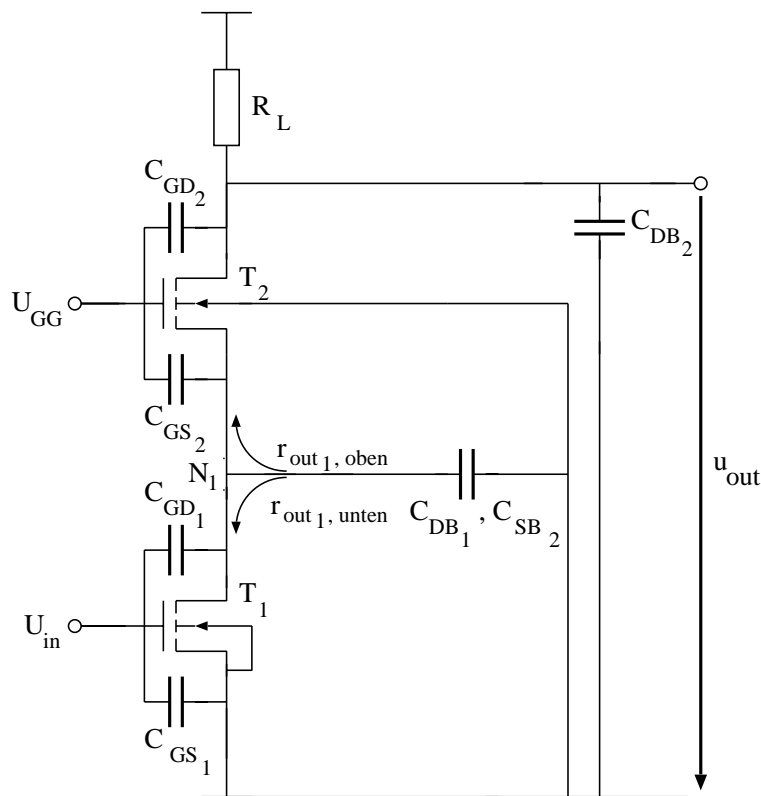 R L
C GD 2
C DB 2
T 2
U GG
C GS 2
r out 1, oben
N 1
u out
r out 1, unten
C GD 1
C DB 1 , C SB 2
T 1
U in
C GS 1